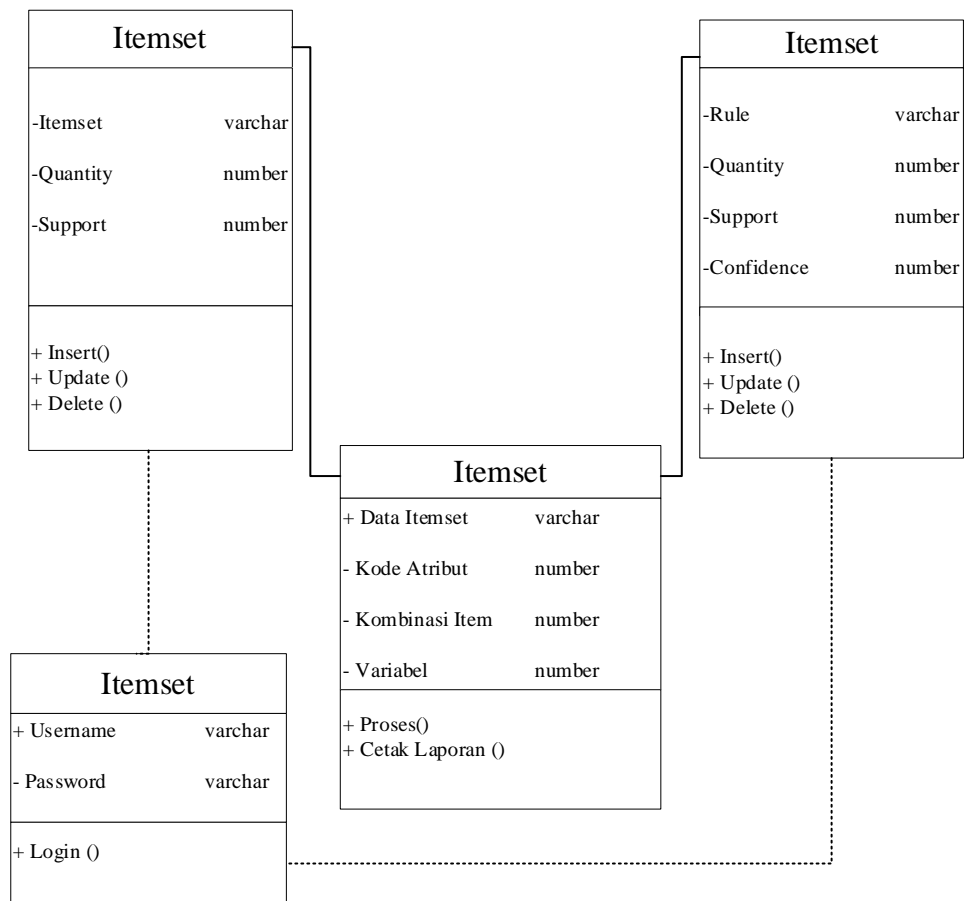 Itemset
-Itemset varchar
-Quantity number
-Support number
+ Insert()
+ Update ()
+ Delete ()
Itemset
-Rule varchar
-Quantity number
-Support number
-Confidence number
+ Insert()
+ Update ()
+ Delete ()
Itemset
+ Data Itemset varchar
- Kode Atribut number
- Kombinasi Item number
- Variabel number
+ Proses()
+ Cetak Laporan ()
Itemset
+ Username varchar
- Password varchar
+ Login ()